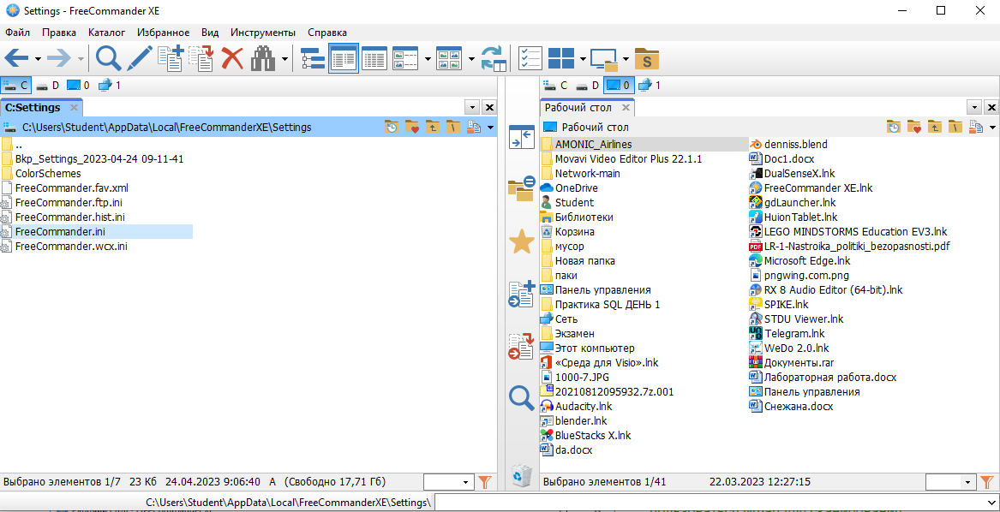 Settings - FreeCommander XE
Файл Правка Каталог Избранное Вид Инструменты Справка
S
C D 0 1
C D 0 1
C:Settings
Рабочий стол
C:\Users\Student\AppData\Local\FreeCommanderXE\Settings
Рабочий стол
..
Bkp_Settings_2023-04-24 09-11-41
ColorSchemes
FreeCommander.fav.xml
FreeCommander.ftp.ini
FreeCommander.hist.ini
FreeCommander.ini
FreeCommander.wcx.ini
AMONIC_Airlines
Movavi Video Editor Plus 22.1.1
Network-main
OneDrive
Student
Библиотеки
Корзина
мусор
Новая папка
паки
Панель управления
Практика SQL ДЕНЬ 1
Сеть
Экзамен
Этот компьютер
«Среда для Visio».lnk
1000-7.JPG
20210812095932.7z.001
Audacity.lnk
blender.lnk
BlueStacks X.lnk
da.docx
denniss.blend
Doc1.docx
DualSenseX.lnk
FreeCommander XE.lnk
gdLauncher.lnk
HuionTablet.lnk
LEGO MINDSTORMS Education EV3.lnk
LR-1-Nastroika_politiki_bezopasnosti.pdf
Microsoft Edge.lnk
pngwing.com.png
RX 8 Audio Editor (64-bit).lnk
SPIKE.lnk
STDU Viewer.lnk
Telegram.lnk
WeDo 2.0.lnk
Документы.rar
Лабораторная работа.docx
Панель управления
Снежана.docx
Выбрано элементов 1/7 23 Кб 24.04.2023 9:06:40 A (Свободно 17,71 Гб)
Выбрано элементов 1/41 22.03.2023 12:27:15
C:\Users\Student\AppData\Local\FreeCommanderXE\Settings\